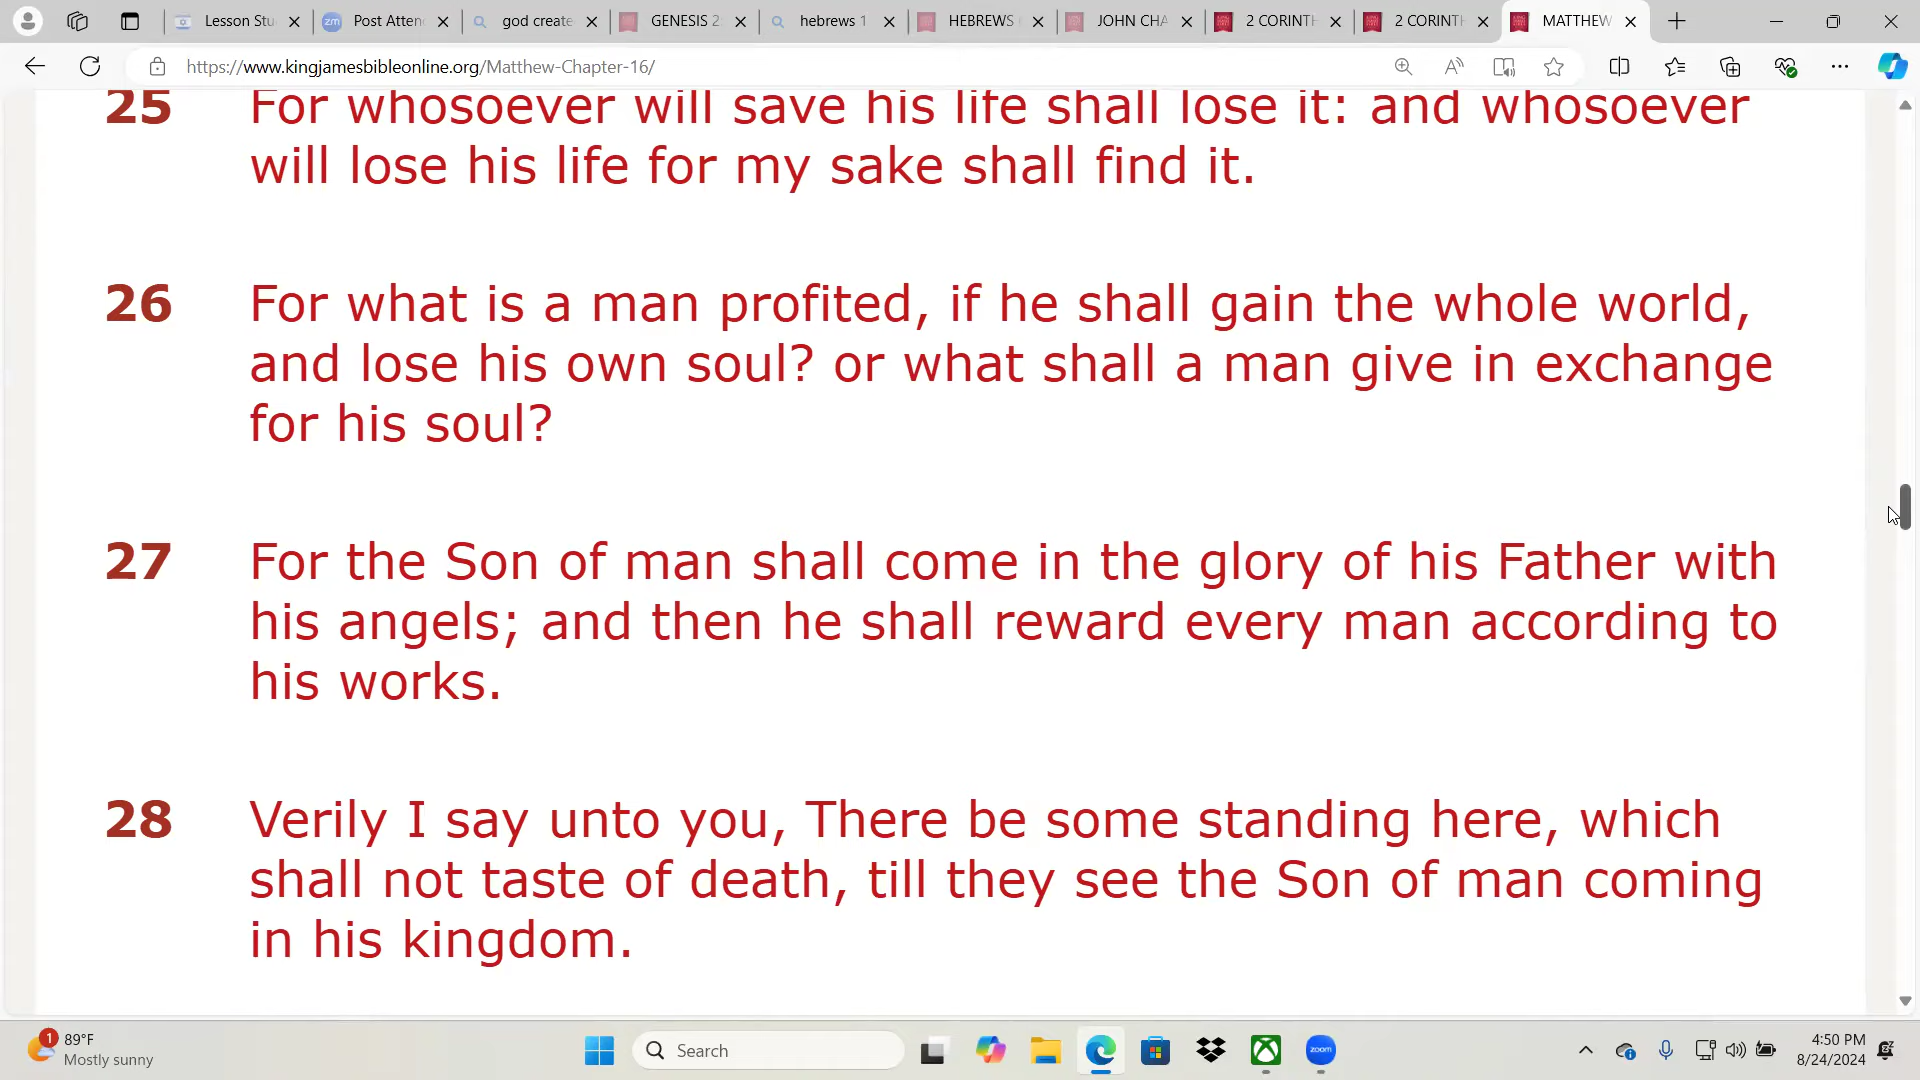 Lesson Stu
Post Atten
god create
GENESIS 2
hebrews 1
HEBREWS
JOHN CHA
2 CORINTH
2 CORINTH
MATTHEW
https://www.kingjamesbibleonline.org/Matthew-Chapter-16/
25 For whosoever will save his life shall lose it: and whosoever
will lose his life for my sake shall find it.
26 For what is a man profited, if he shall gain the whole world,
and lose his own soul? or what shall a man give in exchange
for his soul?
27 For the Son of man shall come in the glory of his Father with
his angels; and then he shall reward every man according to
his works.
28 Verily I say unto you, There be some standing here, which
shall not taste of death, till they see the Son of man coming
in his kingdom.
1
89°F
Mostly sunny
Search
zoom
4:50 PM
8/24/2024